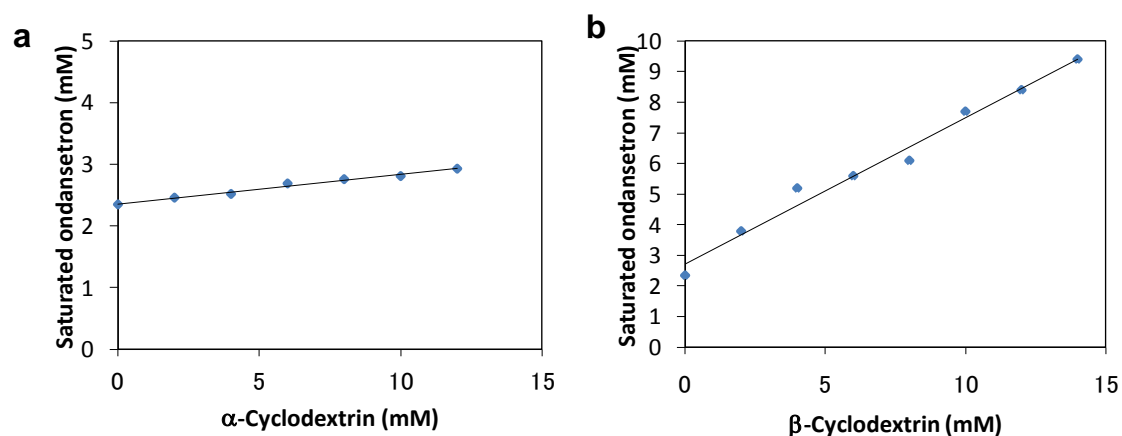 a
Saturated ondansetron (mM)
5
4
3
2
1
0
0 5 10 15
α-Cyclodextrin (mM)
b
Saturated ondansetron (mM)
10
9
8
7
6
5
4
3
2
1
0
0 5 10 15
β-Cyclodextrin (mM)